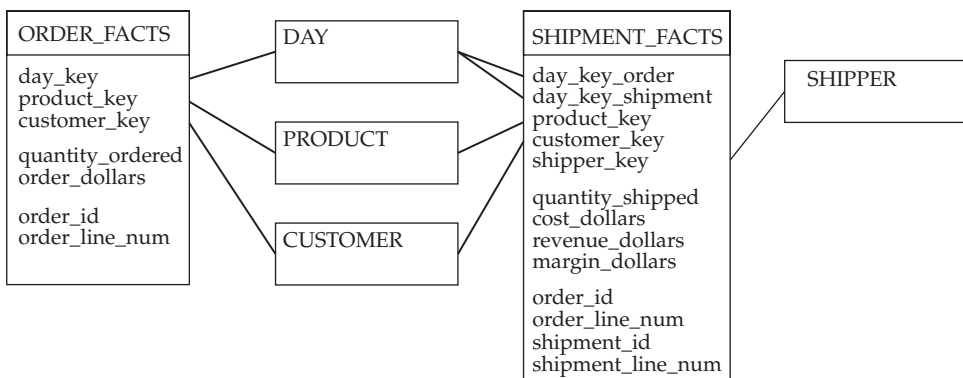 ORDER_FACTS
day_key
product_key
customer_key
quantity_ordered
order_dollars
order_id
order_line_num
DAY
PRODUCT
CUSTOMER
SHIPMENT_FACTS
day_key_order
day_key_shipment
product_key
customer_key
shipper_key
quantity_shipped
cost_dollars
revenue_dollars
margin_dollars
order_id
order_line_num
shipment_id
shipment_line_num
SHIPPER